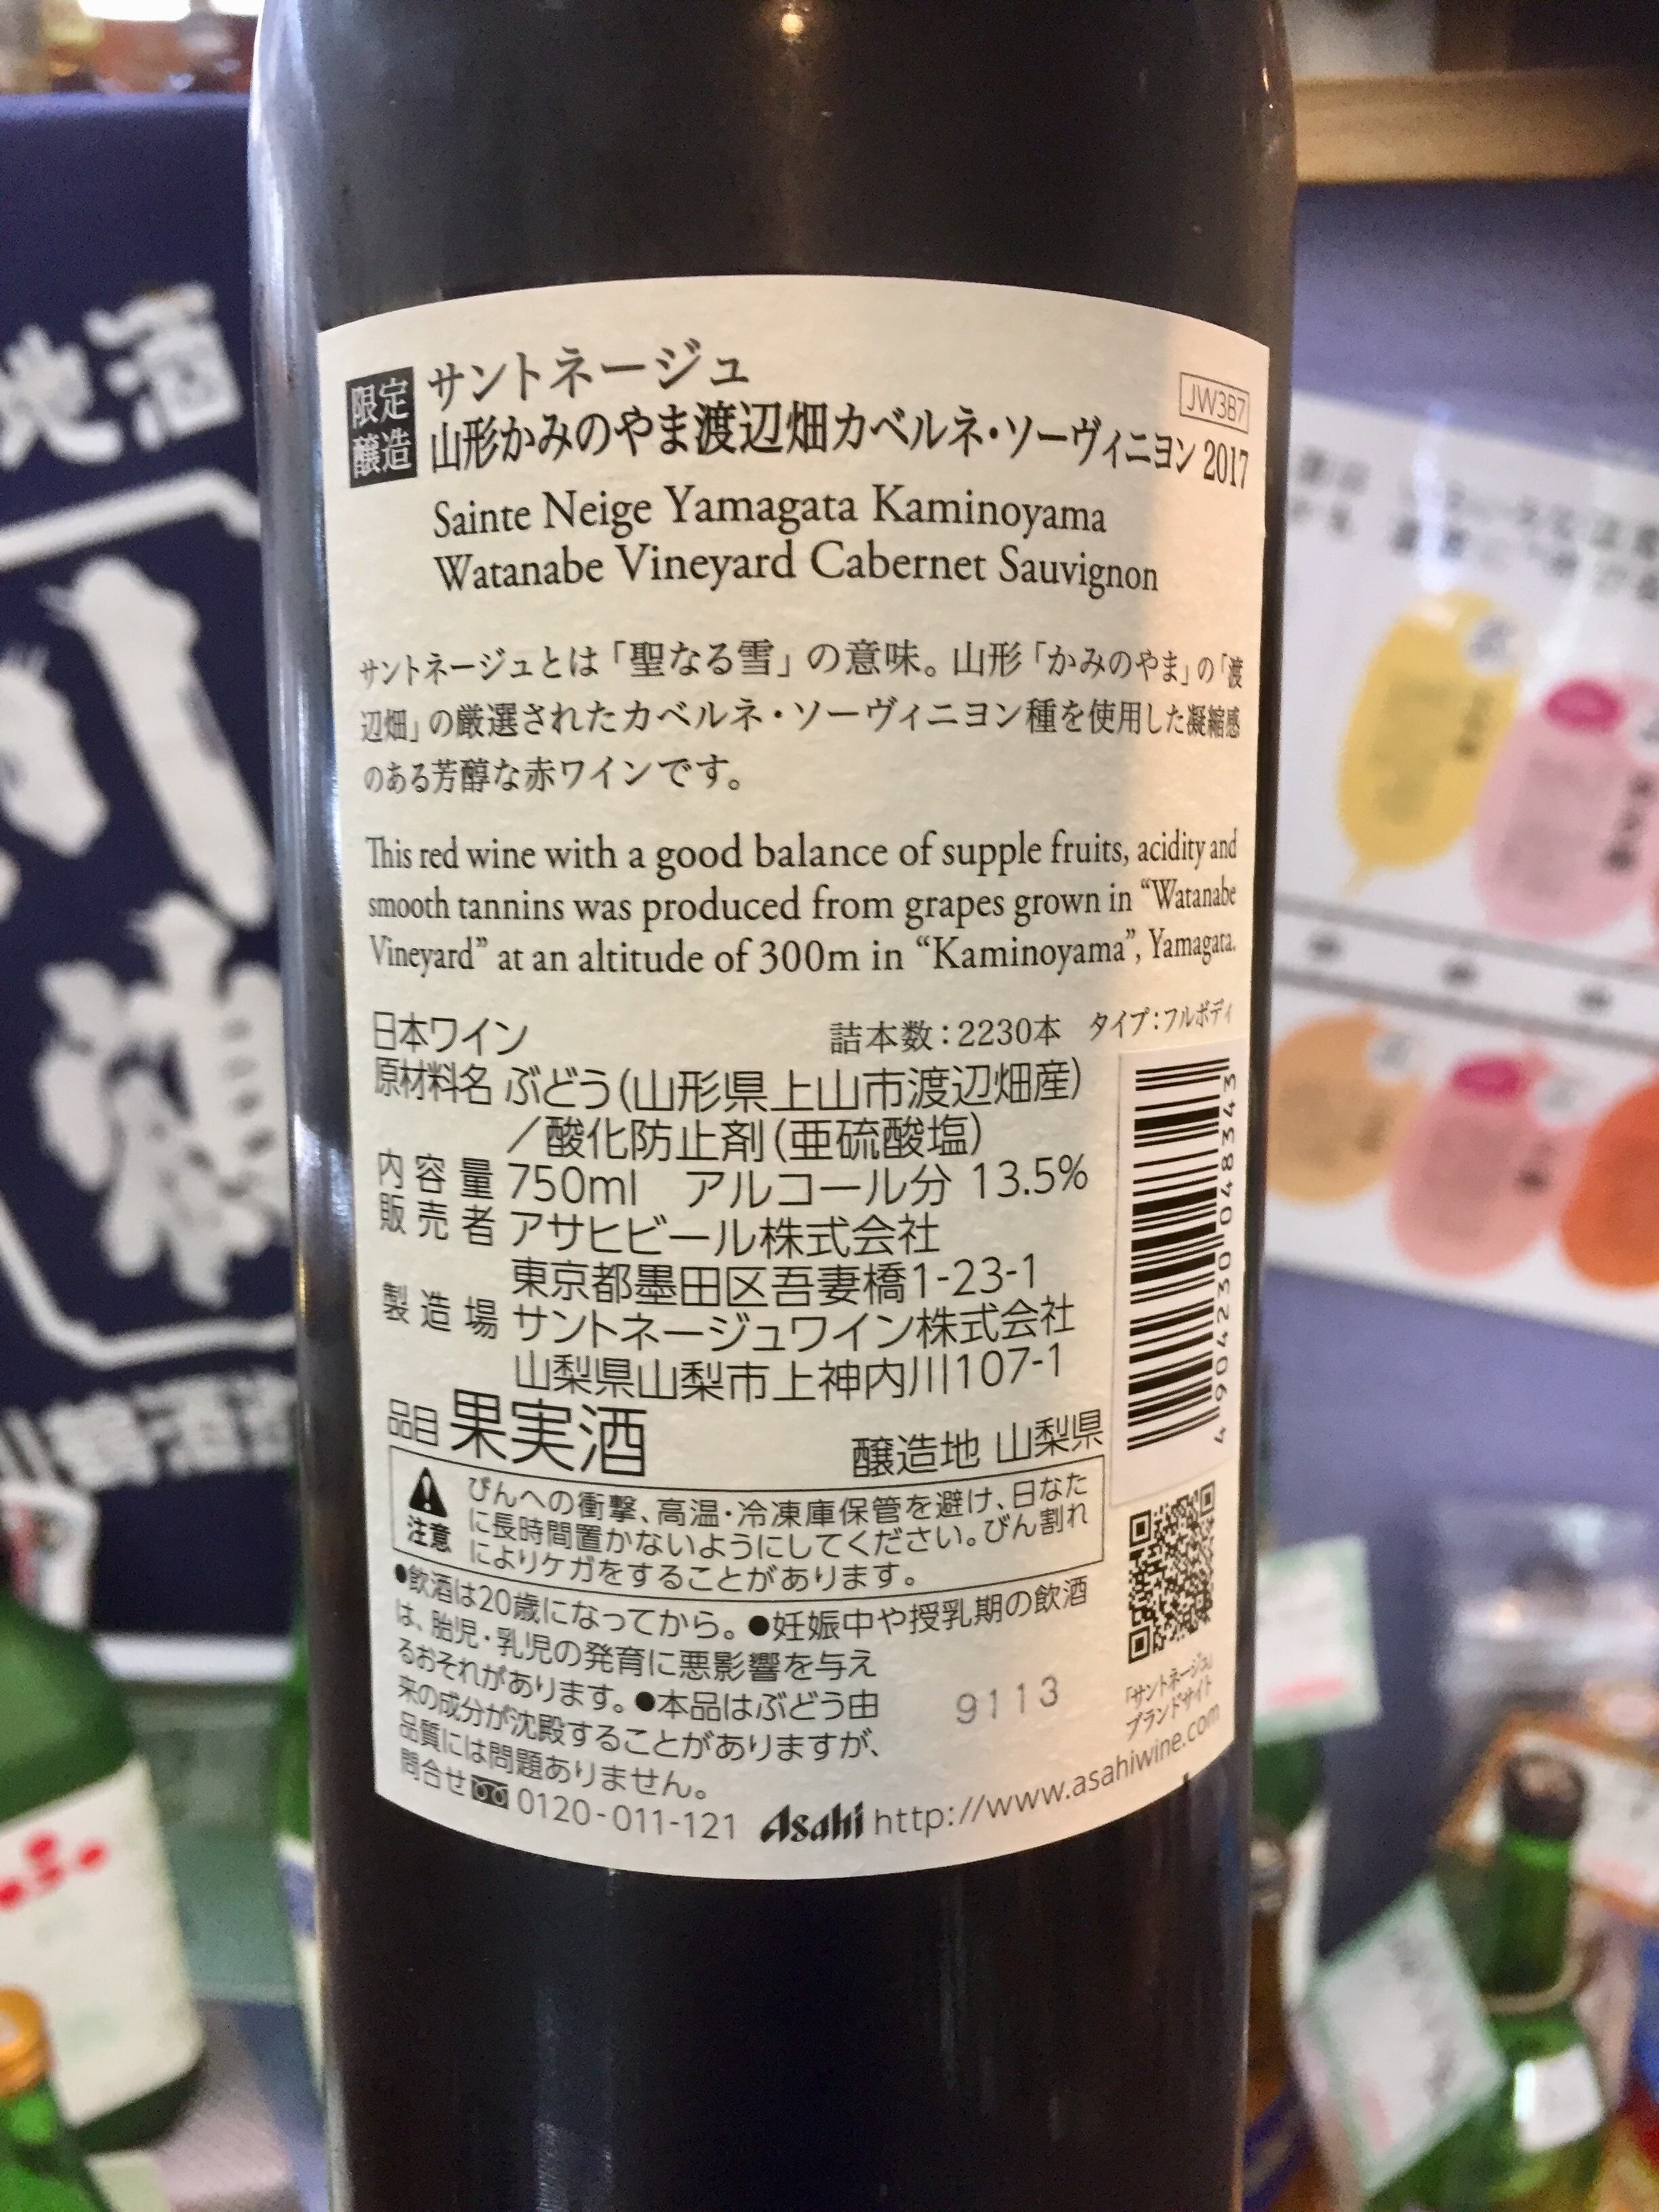 地酒
限定
醸造
サントネージュ
JW3B7
山形かみのやま渡辺畑カベルネ・ソーヴィニヨン 2017
Sainte Neige Yamagata Kaminoyama
Watanabe Vineyard Cabernet Sauvignon
サントネージュとは「聖なる雪」の意味。山形「かみのやま」の「渡
辺畑」の厳選されたカベルネ・ソーヴィニヨン種を使用した凝縮感
のある芳醇な赤ワインです。
This red wine with a good balance of supple fruits, acidity and
smooth tannins was produced from grapes grown in “Watanabe
Vineyard” at an altitude of 300m in “Kaminoyama”, Yamagata.
日本ワイン 詰本数：2230本 タイプ：フルボディ
原材料名 ぶどう（山形県上山市渡辺畑産）
／酸化防止剤（亜硫酸塩）
内容量 750ml アルコール分 13.5%
販売者 アサヒビール株式会社
東京都墨田区吾妻橋1-23-1
製造場 サントネージュワイン株式会社
山梨県山梨市上神内川107-1
品目 果実酒 醸造地 山梨県
4904230048343
注意
びんへの衝撃、高温・冷凍庫保管を避け、日なた
に長時間置かないようにしてください。びん割れ
によりケガをすることがあります。
●飲酒は20歳になってから。●妊娠中や授乳期の飲酒
は、胎児・乳児の発育に悪影響を与え
るおそれがあります。●本品はぶどう由
来の成分が沈殿することがありますが、
品質には問題ありません。
9113
「サントネージュ」
ブランドサイト
問合せ 0120-011-121 Asahi http://www.asahiwine.com